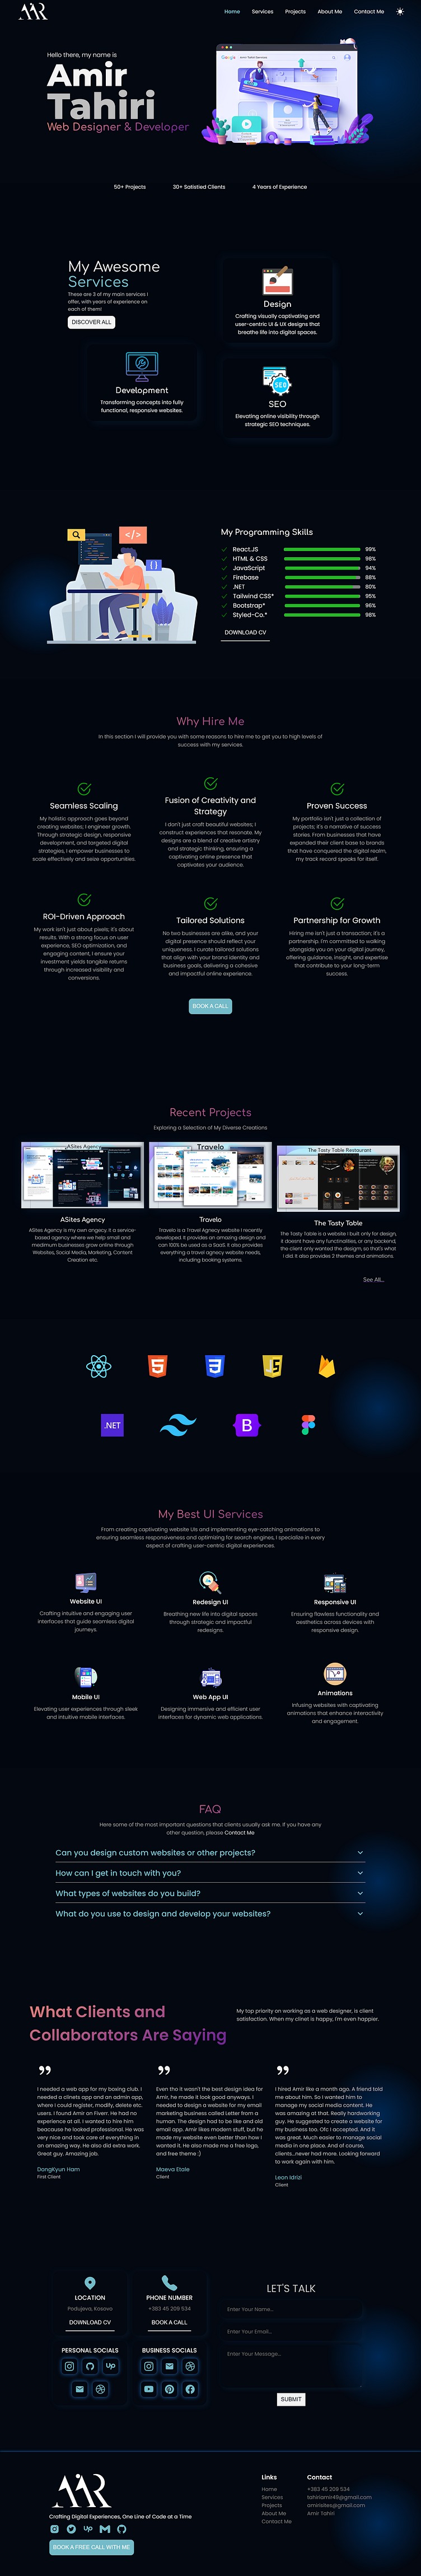 AAR
Home Services Projects About Me Contact Me
Hello there, my name is
Amir
Tahiri
Web Designer & Developer
Google
50+ Projects 30+ Satistied Clients 4 Years of Experience
My Awesome
Services
These are 3 of my main services I
offer, with years of experience on
each of them!
DISCOVER ALL
Design
Crafting visually captivating and
user-centric UI & UX designs that
breathe life into digital spaces.
Development
Transforming concepts into fully
functional, responsive websites.
SEO
SEO
Elevating online visibility through
strategic SEO techniques.
</>
{ }
My Programming Skills
React.JS 99%
HTML & CSS 98%
JavaScript 94%
Firebase 88%
.NET 80%
Tailwind CSS* 95%
Bootstrap* 96%
Styled-Co.* 98%
DOWNLOAD CV
Why Hire Me
In this section I will provide you with some reasons to hire me to get you to high levels of
success with my services.
Seamless Scaling
My holistic approach goes beyond
creating websites; I engineer growth.
Through strategic design, responsive
development, and targeted digital
strategies, I empower businesses to
scale effectively and seize opportunities.
Fusion of Creativity and
Strategy
I don't just craft beautiful websites; I
construct experiences that resonate. My
designs are a blend of creative artistry
and strategic thinking, ensuring a
captivating online presence that
captivates your audience.
Proven Success
My portfolio isn't just a collection of
projects; it's a narrative of success
stories. From businesses that have
expanded their client base to brands
that have conquered the digital realm,
my track record speaks for itself.
ROI-Driven Approach
My work isn't just about pixels; it's about
results. With a strong focus on user
experience, SEO optimization, and
engaging content, I ensure your
investment yields tangible returns
through increased visibility and
conversions.
Tailored Solutions
No two businesses are alike, and your
digital presence should reflect your
uniqueness. I curate tailored solutions
that align with your brand identity and
business goals, delivering a cohesive
and impactful online experience.
Partnership for Growth
Hiring me isn't just a transaction; it's a
partnership. I'm committed to walking
alongside you on your digital journey,
offering guidance, insight, and expertise
that contribute to your long-term
success.
BOOK A CALL
Recent Projects
Exploring a Selection of My Diverse Creations
ASites Agency
Travelo
The Tasty Table Restaurant
ASites Agency
ASites Agency is my own angecy. It a service-
based agency where we help small and
medimum businesses grow online through
Websites, Social Media, Marketing, Content
Creation etc.
Travelo
Travelo is a Travel Agnecy website I recently
developed. It provides an amazing design and
can 100% be used as a SaaS. It also provides
everything a travel agnecy website needs,
including booking systems.
The Tasty Table
The Tasty Table is a website I built only for design,
It doesnt have any functinalities, or any backend,
the client only wanted the design, so that's what
I did. It also provides 2 themes and animations.
See All...
5
3
JS
.NET
B
My Best UI Services
From creating captivating website UIs and implementing eye-catching animations to
ensuring seamless responsiveness and optimizing for search engines, I specialize in every
aspect of crafting user-centric digital experiences.
Website UI
Crafting intuitive and engaging user
interfaces that guide seamless digital
journeys.
Redesign UI
Breathing new life into digital spaces
through strategic and impactful
redesigns.
Responsive UI
Ensuring flawless functionality and
aesthetics across devices with
responsive design.
Mobile UI
Elevating user experiences through sleek
and intuitive mobile interfaces.
Web App UI
Designing immersive and efficient user
interfaces for dynamic web applications.
Animations
Infusing websites with captivating
animations that enhance interactivity
and engagement.
FAQ
Here some of the most important questions that clients usually ask me. If you have any
other question, please Contact Me
Can you design custom websites or other projects?
How can I get in touch with you?
What types of websites do you build?
What do you use to design and develop your websites?
What Clients and
Collaborators Are Saying
My top priority on working as a web designer, is client
satisfaction. When my clinet is happy, I'm even happier.
I needed a web app for my boxing club. I
needed a clinets app and an admin app,
where I could register, modify, delete etc.
users. I found Amir on Fiverr. He had no
experience at all. I wanted to hire him
beacause he looked professional. He was
very nice and took care of everything in
an amazing way. He also did extra work.
Great guy. Amazing job.
DongKyun Ham
First Client
Even tho it wasn't the best design idea for
Amir, he made it look good anyways. I
needed to design a website for my email
marketing business called Letter from a
human. The design had to be like and old
email app. Amir likes modern stuff, but he
made my website even better than how I
wanted it. He also made me a free logo,
and free theme :)
Maeva Etale
Client
I hired Amir like a month ago. A friend told
me about him. So I wanted him to
manage my social media content. He
was amazing at that. Really hardworking
guy. He suggested to create a website for
my business too. Ofc I accepted. And it
was great. Much easier to manage social
media in one place. And of course,
clients,,never had more. Looking forward
to work again with him.
Leon Idrizi
Client
LOCATION
Podujeva, Kosovo
DOWNLOAD CV
PHONE NUMBER
+383 45 209 534
BOOK A CALL
PERSONAL SOCIALS
Up
BUSINESS SOCIALS
LET'S TALK
Enter Your Name...
Enter Your Email...
Enter Your Message...
SUBMIT
AAR
Crafting Digital Experiences, One Line of Code at a Time
Up
BOOK A FREE CALL WITH ME
Links
Home
Services
Projects
About Me
Contact Me
Contact
+383 45 209 534
tahiriamir45@gmail.com
amirisites@gmail.com
Amir Tahiri